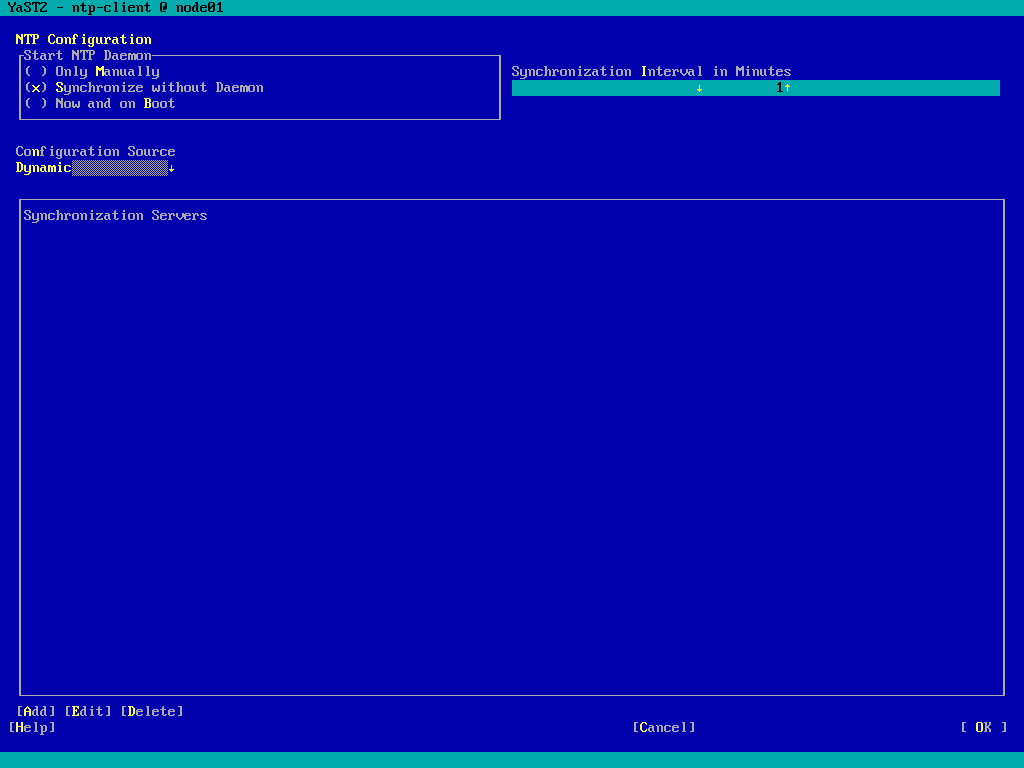 YaST2 - ntp-client @ node01
NTP Configuration
Start NTP Daemon
( ) Only Manually
(x) Synchronize without Daemon
( ) Now and on Boot
Synchronization Interval in Minutes
↓ 1↑
Configuration Source
Dynamic↓
Synchronization Servers
[Add] [Edit] [Delete]
[Help] [Cancel] [ OK ]